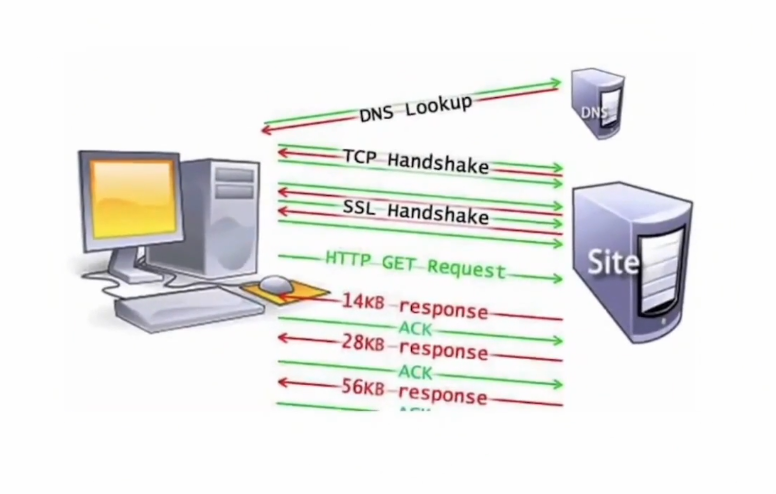 DNS Lookup
DNS
TCP Handshake
SSL Handshake
Site
HTTP GET Request
14KB response
ACK
28KB response
ACK
56KB response
ACK